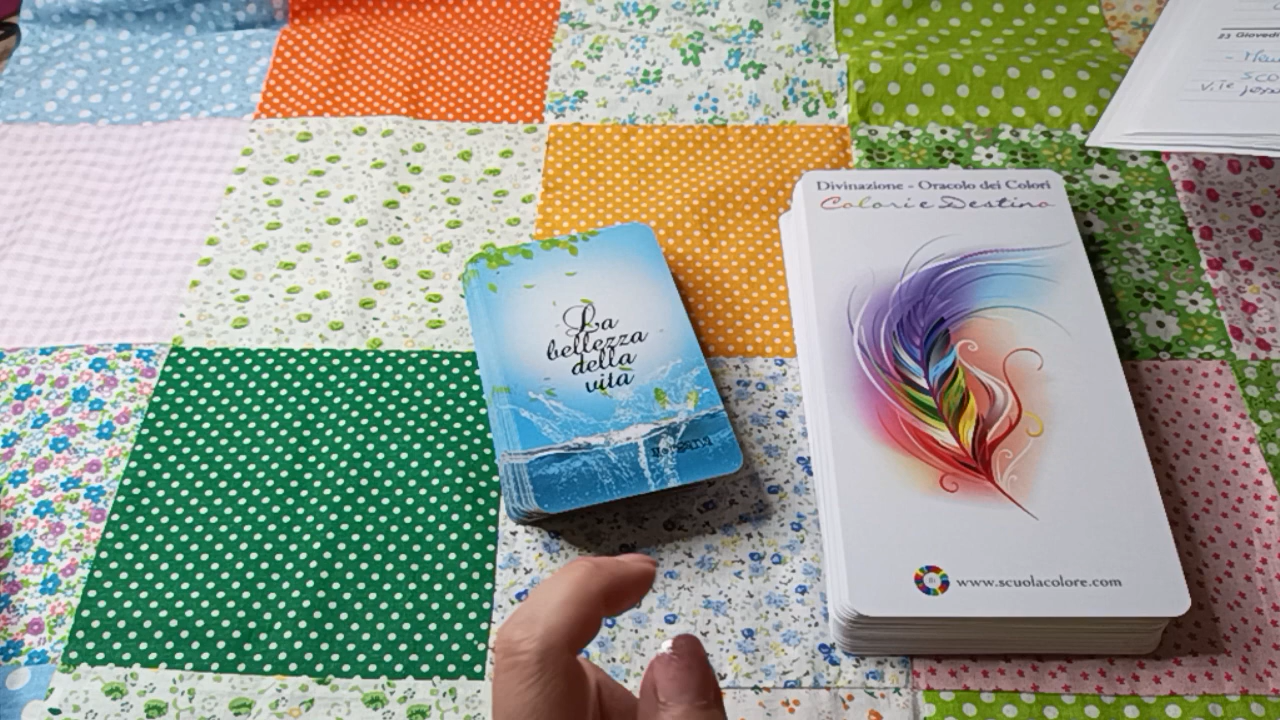 La
bellezza
della
vita
Divinazione - Oracolo dei Colori
Colori e Destino
www.scuolacolore.com
23 Giovedì